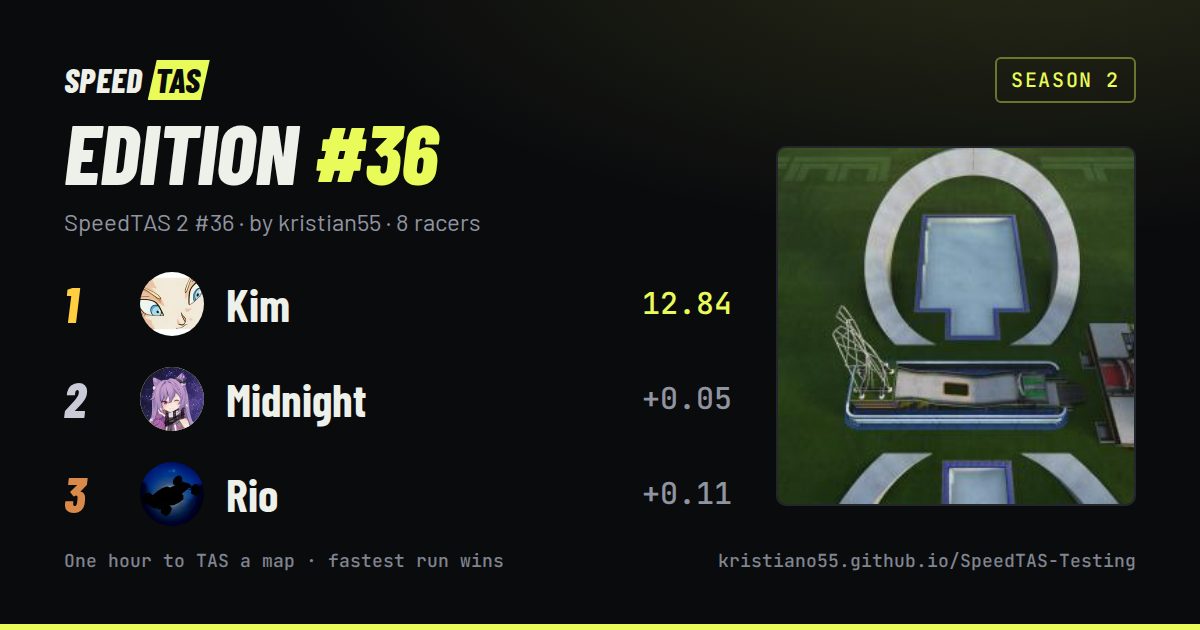 SPEED TAS
SEASON 2
EDITION #36
SpeedTAS 2 #36 · by kristian55 · 8 racers
1 Kim 12.84
2 Midnight +0.05
3 Rio +0.11
One hour to TAS a map · fastest run wins
kristiano55.github.io/SpeedTAS-Testing